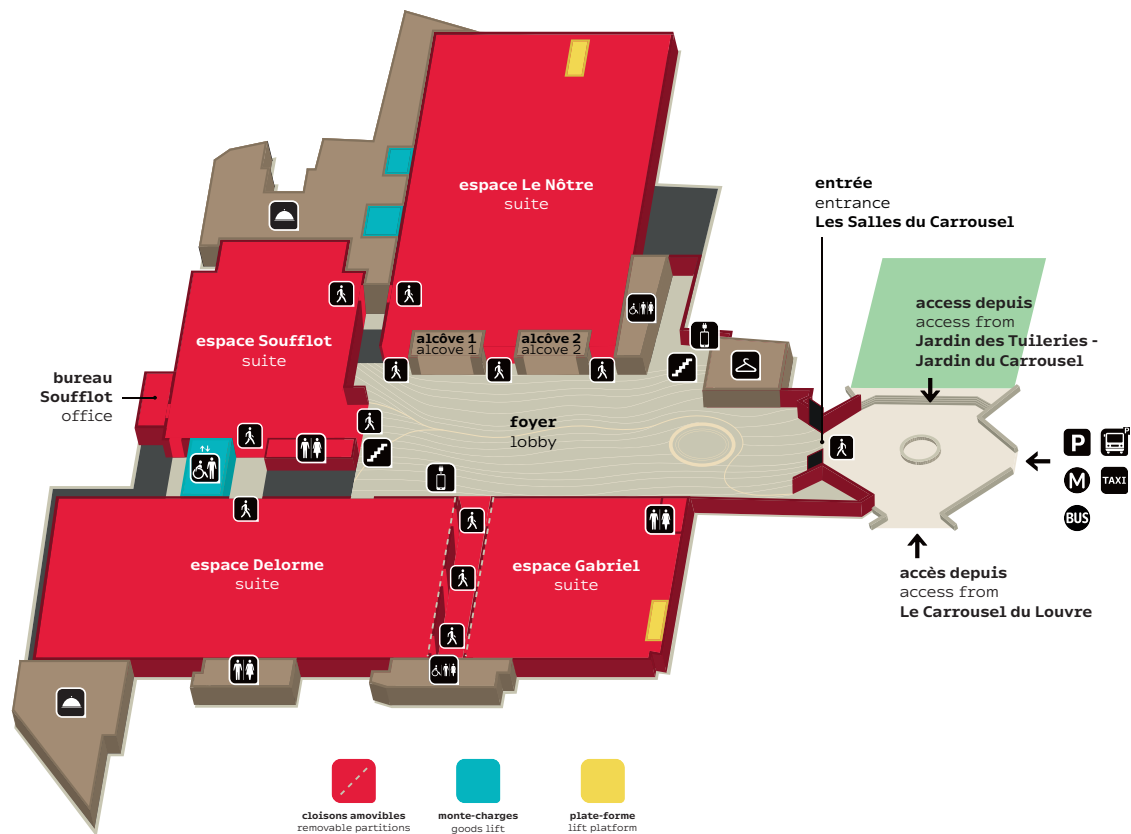 espace Le Nôtre
suite
entrée
entrance
Les Salles du Carrousel
access depuis
access from
Jardin des Tuileries -
Jardin du Carrousel
espace Soufflot
suite
alcôve 1
alcove 1
alcôve 2
alcove 2
bureau
Soufflot
office
foyer
lobby
P
P
M
TAXI
BUS
espace Delorme
suite
espace Gabriel
suite
accès depuis
access from
Le Carrousel du Louvre
cloisons amovibles
removable partitions
monte-charges
goods lift
plate-forme
lift platform